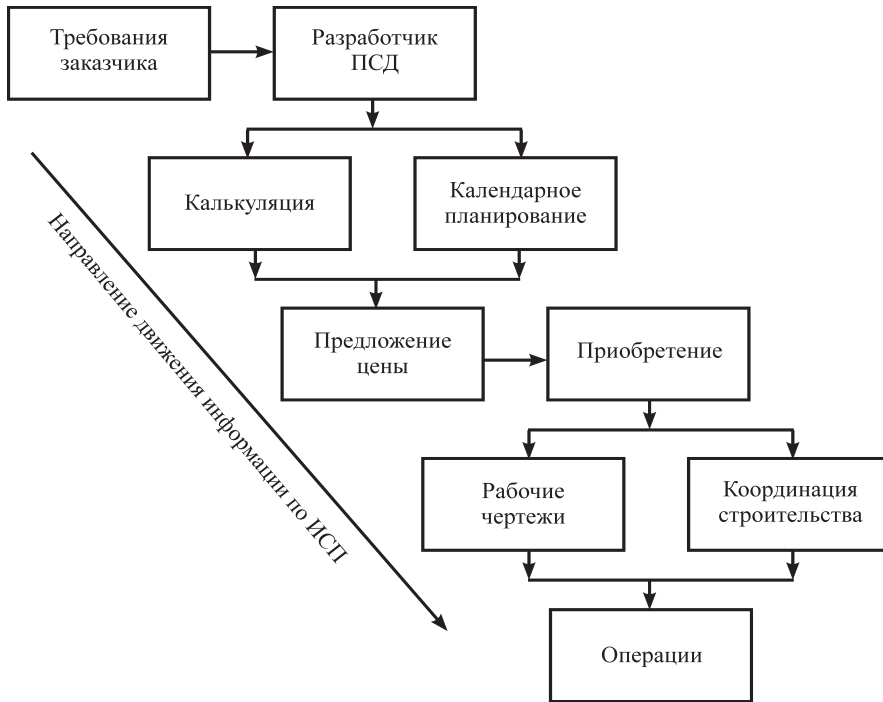 Требования
заказчика
Разработчик
ПСД
Калькуляция
Календарное
планирование
Направление движения информации по ИСП
Предложение
цены
Приобретение
Рабочие
чертежи
Координация
строительства
Операции